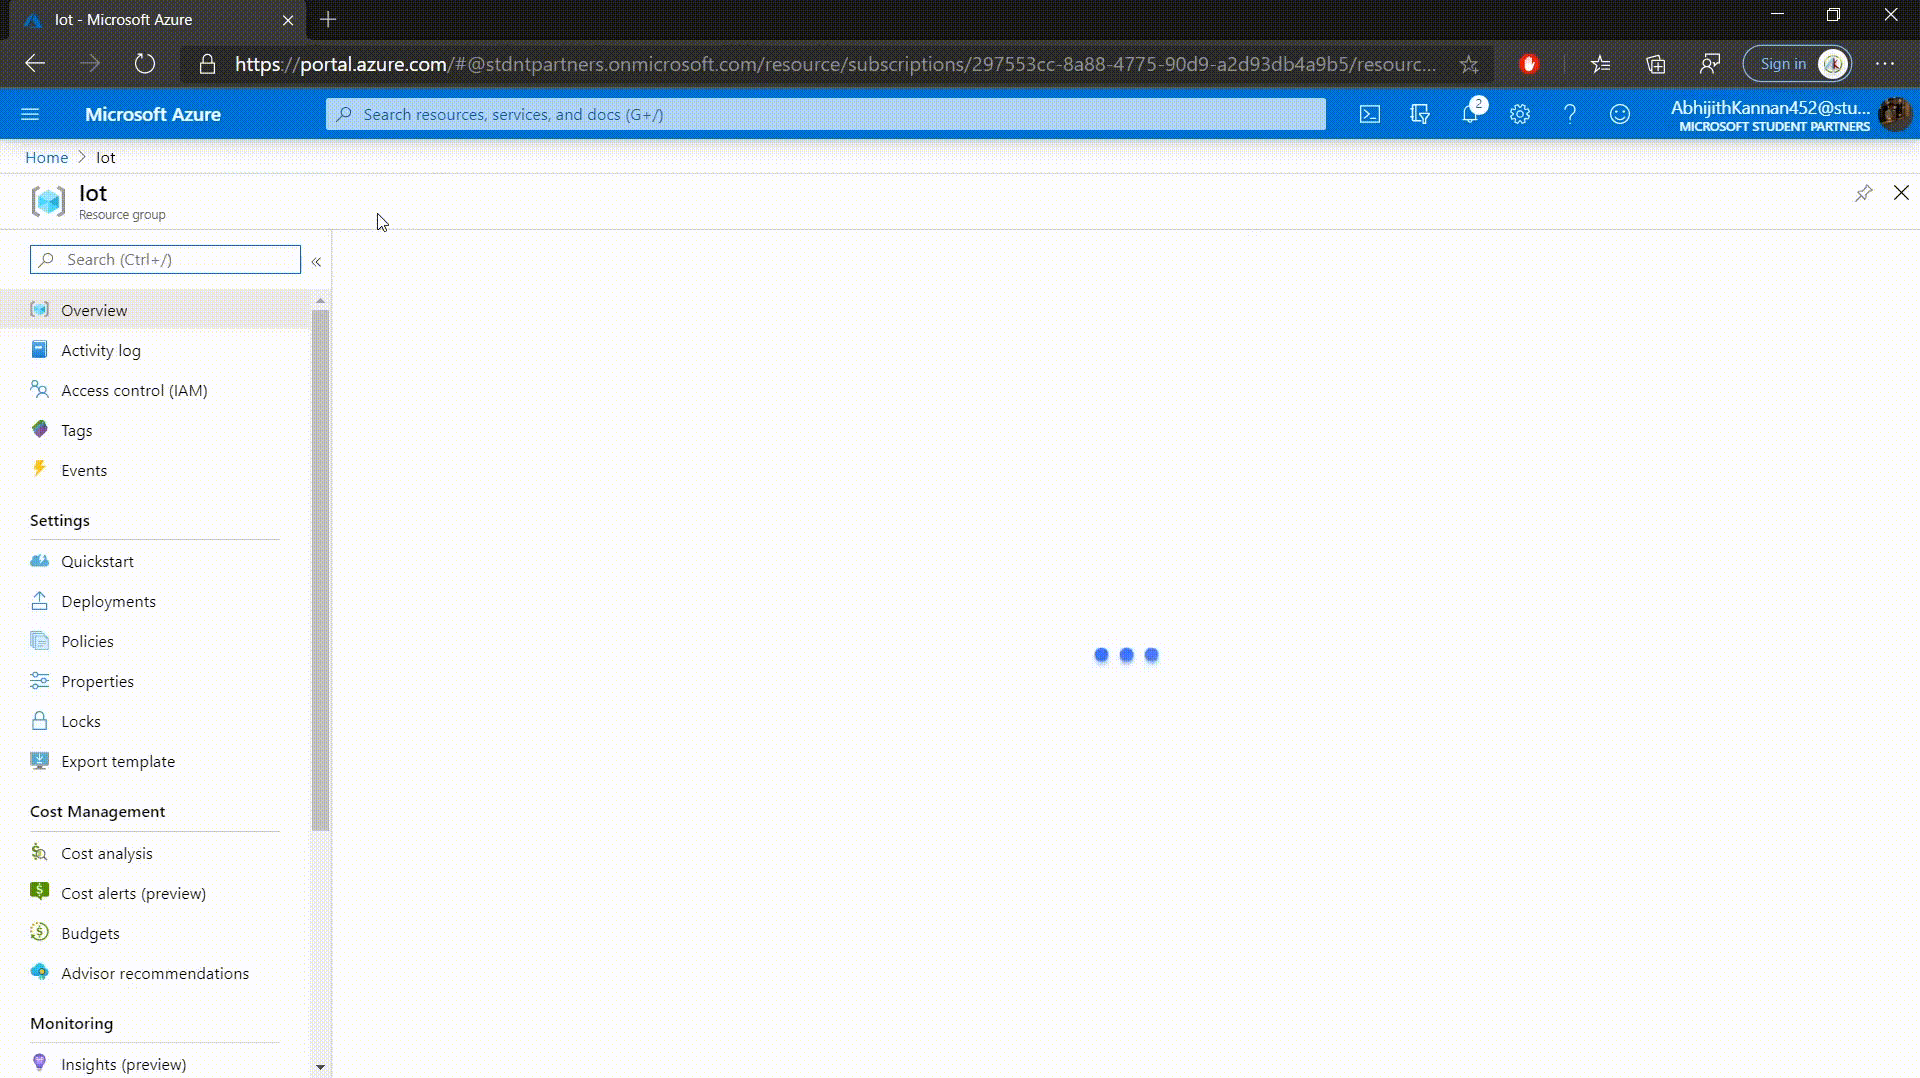 Iot - Microsoft Azure
https://portal.azure.com/#@stdntpartners.onmicrosoft.com/resource/subscriptions/297553cc-8a88-4775-90d9-a2d93db4a9b5/resourc...
Sign in
Microsoft Azure
Search resources, services, and docs (G+/)
2
AbhijithKannan452@stu...
MICROSOFT STUDENT PARTNERS
Home > Iot
Iot
Resource group
Search (Ctrl+/)
«
Overview
Activity log
Access control (IAM)
Tags
Events
Settings
Quickstart
Deployments
Policies
Properties
Locks
Export template
Cost Management
Cost analysis
Cost alerts (preview)
Budgets
Advisor recommendations
Monitoring
Insights (preview)